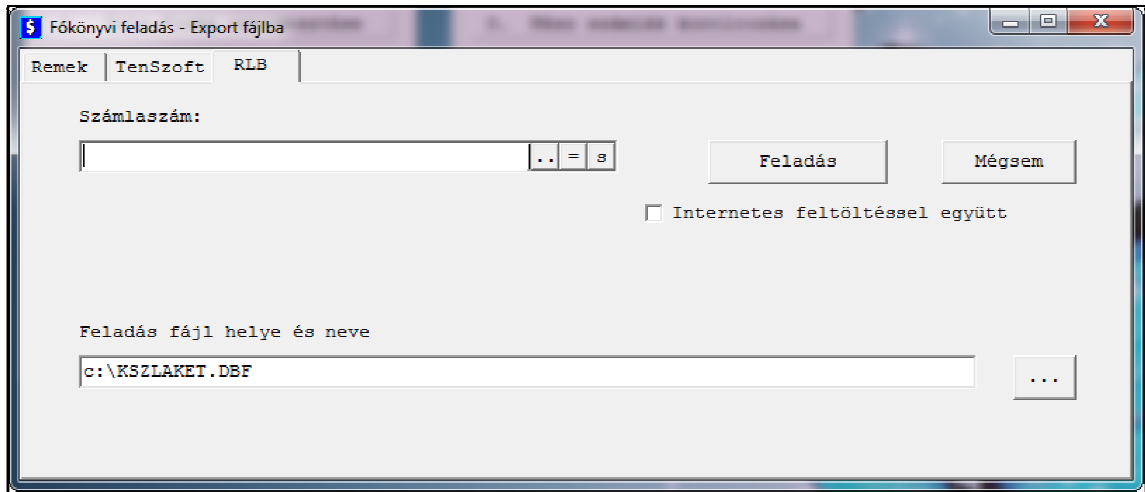 $ Főkönyvi feladás - Export fájlba
Remek TenSzoft RLB
Számlaszám:
.. = s Feladás Mégsem
Internetes feltöltéssel együtt
Feladás fájl helye és neve
c:\KSZLAKET.DBF ...